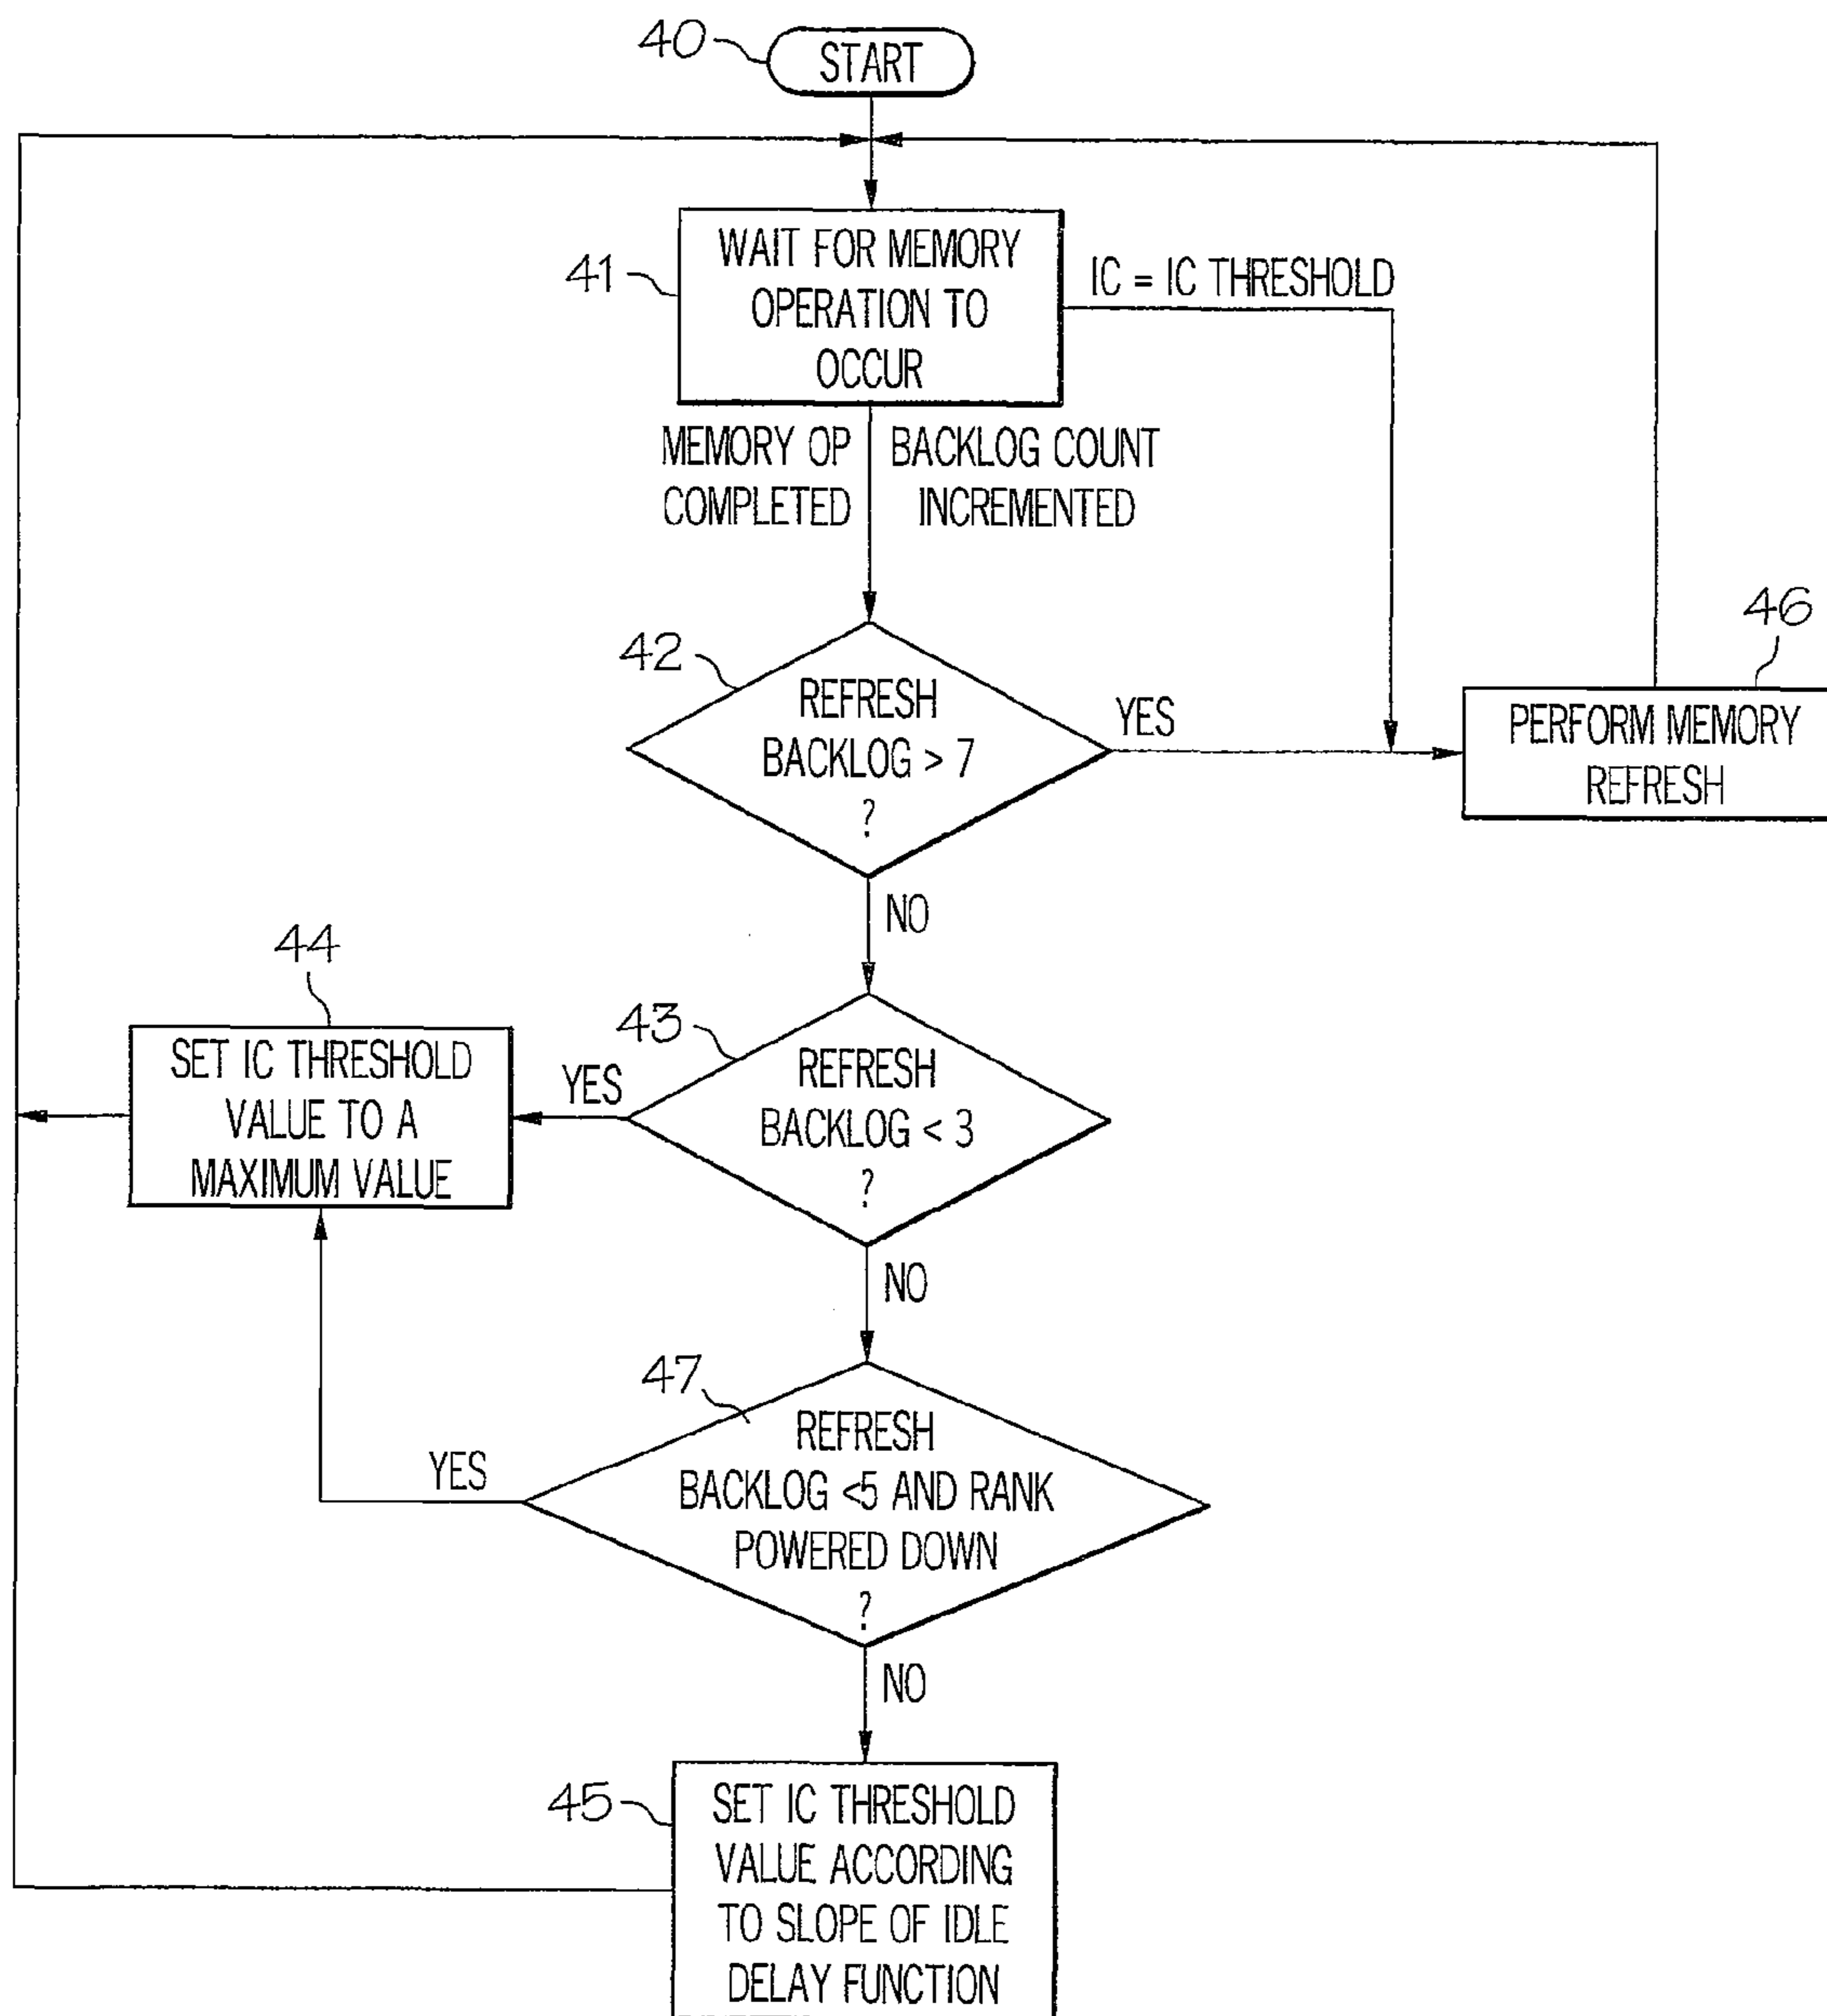 40
START
41
WAIT FOR MEMORY
OPERATION TO
OCCUR
IC = IC THRESHOLD
MEMORY OP
COMPLETED
BACKLOG COUNT
INCREMENTED
42
REFRESH
BACKLOG > 7
?
YES
46
PERFORM MEMORY
REFRESH
NO
44
SET IC THRESHOLD
VALUE TO A
MAXIMUM VALUE
YES
43
REFRESH
BACKLOG < 3
?
NO
47
REFRESH
BACKLOG <5 AND RANK
POWERED DOWN
?
YES
NO
45
SET IC THRESHOLD
VALUE ACCORDING
TO SLOPE OF IDLE
DELAY FUNCTION